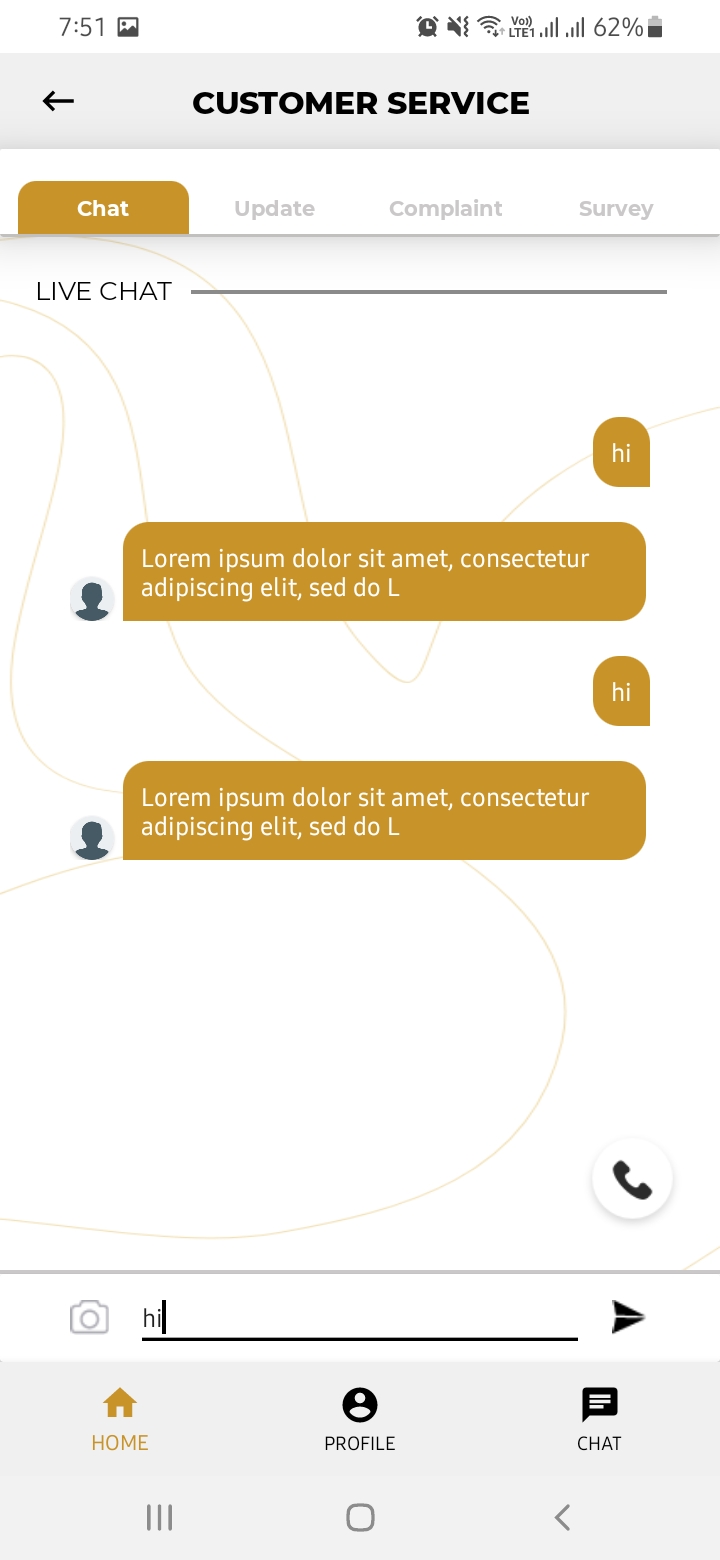 7:51 Vo)) LTE1 62%
CUSTOMER SERVICE
Chat Update Complaint Survey
LIVE CHAT
hi
Lorem ipsum dolor sit amet, consectetur
adipiscing elit, sed do L
hi
Lorem ipsum dolor sit amet, consectetur
adipiscing elit, sed do L
hi
HOME PROFILE CHAT